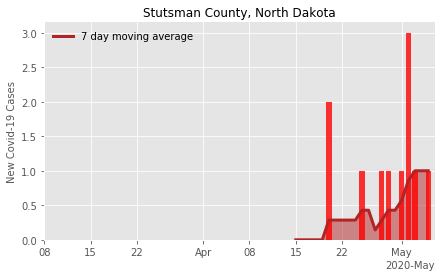 Stutsman County, North Dakota
7 day moving average
New Covid-19 Cases
3.0
2.5
2.0
1.5
1.0
0.5
0.0
08 15 22 Apr 08 15 22 May
2020-May